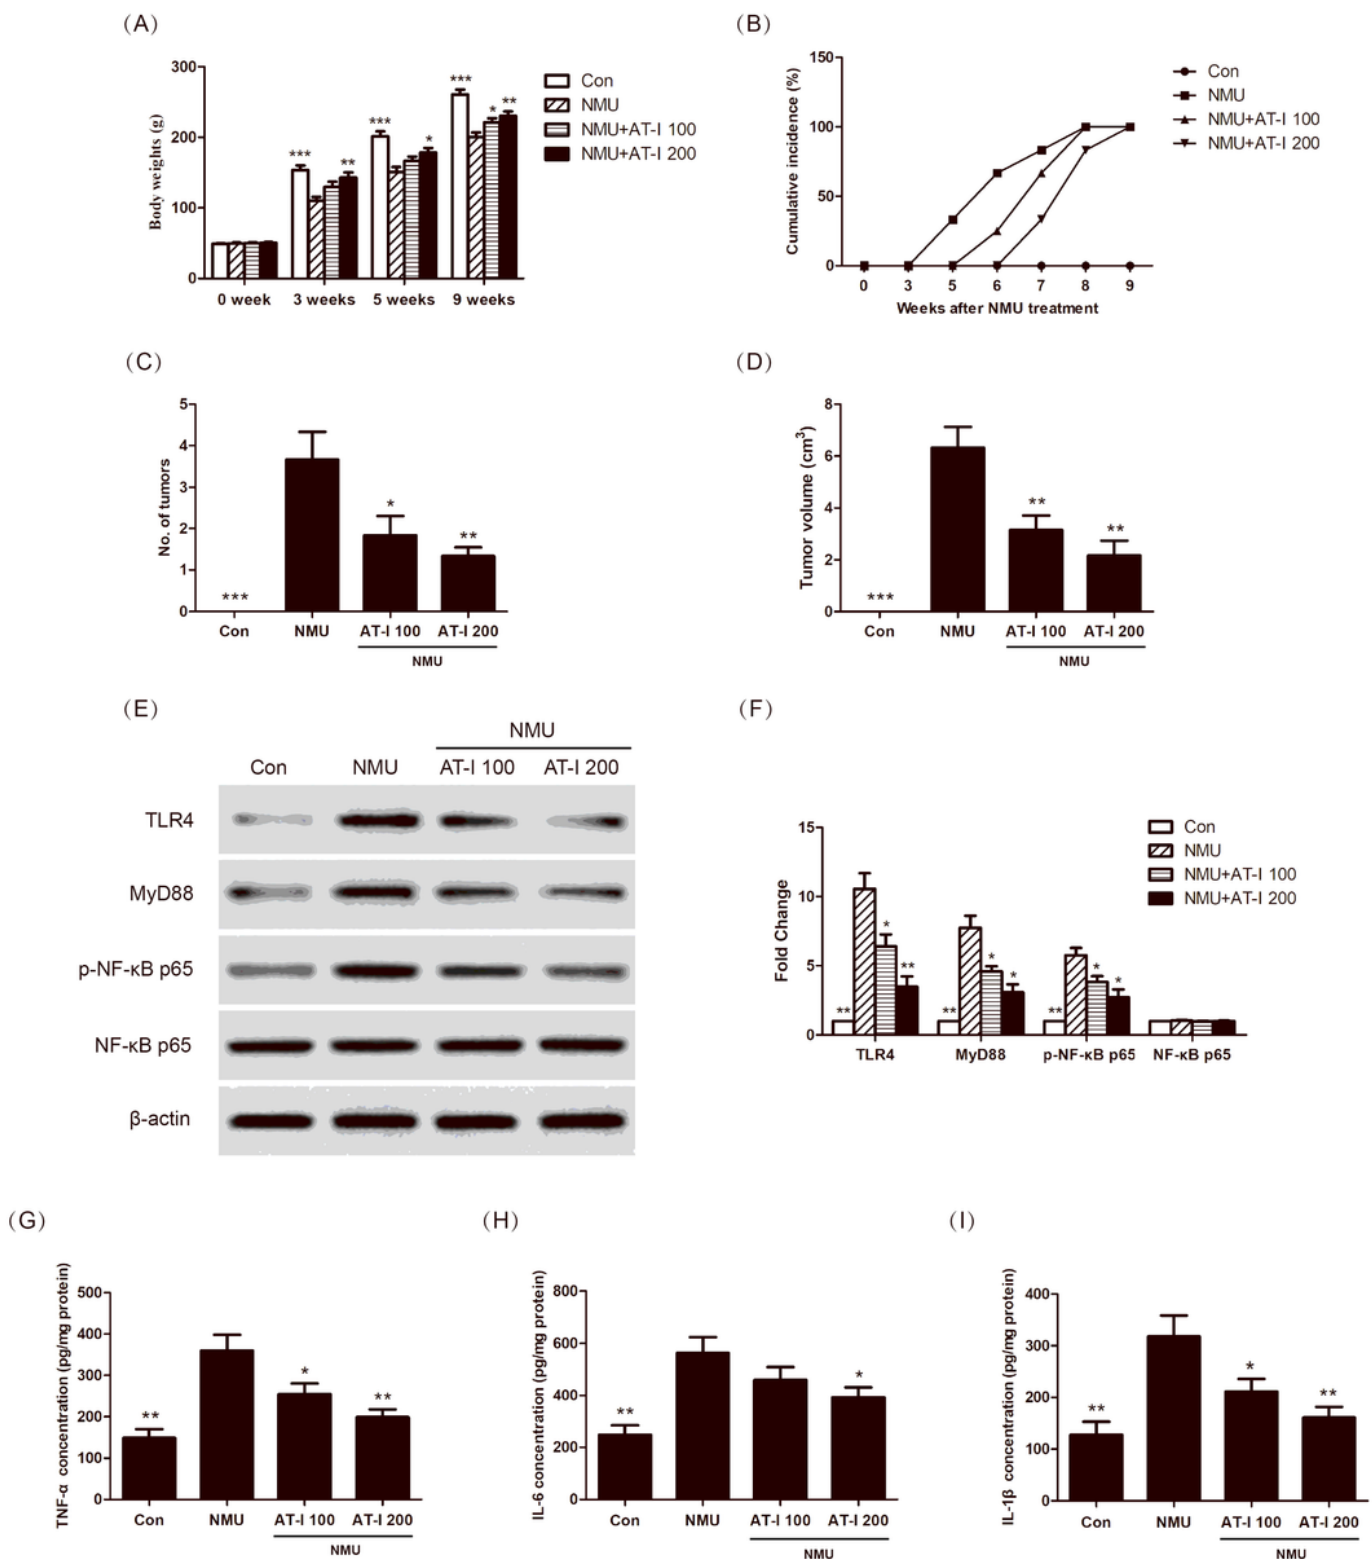 (A)
Body weights (g)
300
200
100
0
*** *** *** ** * * **
0 week 3 weeks 5 weeks 9 weeks
Con
NMU
NMU+AT-I 100
NMU+AT-I 200
(B)
Cumulative incidence (%)
150
100
50
0
0 3 5 6 7 8 9
Weeks after NMU treatment
Con
NMU
NMU+AT-I 100
NMU+AT-I 200
(C)
No. of tumors
5
4
3
2
1
0
*** * **
Con NMU AT-I 100 AT-I 200
NMU
(D)
Tumor volume (cm³)
8
6
4
2
0
*** ** **
Con NMU AT-I 100 AT-I 200
NMU
(E)
NMU
Con NMU AT-I 100 AT-I 200
TLR4
MyD88
p-NF-κB p65
NF-κB p65
β-actin
(F)
Fold Change
15
10
5
0
** * ** ** * * ** * *
TLR4 MyD88 p-NF-κB p65 NF-κB p65
Con
NMU
NMU+AT-I 100
NMU+AT-I 200
(G)
TNF-α concentration (pg/mg protein)
500
400
300
200
100
0
** * **
Con NMU AT-I 100 AT-I 200
NMU
(H)
IL-6 concentration (pg/mg protein)
800
600
400
200
0
** *
Con NMU AT-I 100 AT-I 200
NMU
(I)
IL-1β concentration (pg/mg protein)
400
300
200
100
0
** * **
Con NMU AT-I 100 AT-I 200
NMU